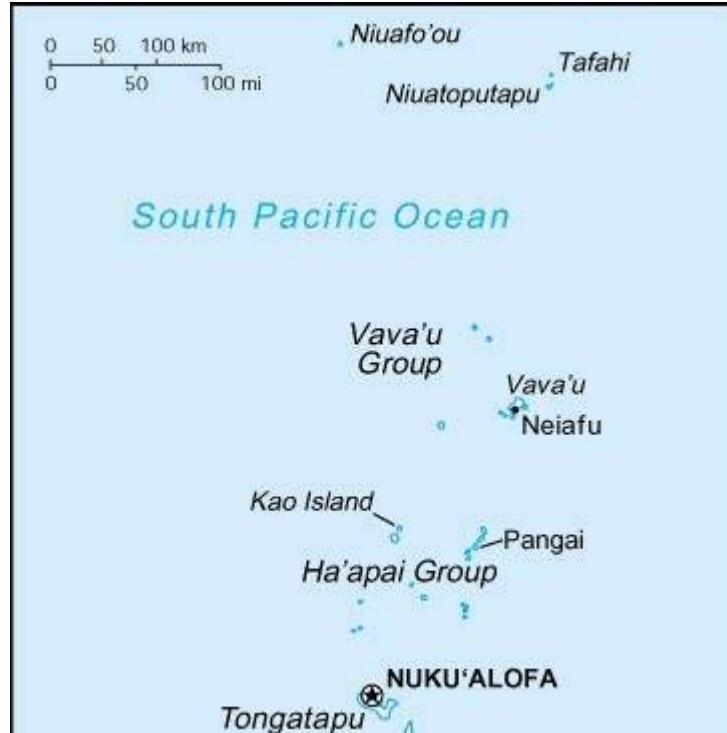 Niuafo'ou
0 50 100 km
0 50 100 mi
Tafahi
Niuatoputapu
South Pacific Ocean
Vava'u
Group
Vava'u
Neiafu
Kao Island
Pangai
Ha'apai Group
NUKU‘ALOFA
Tongatapu